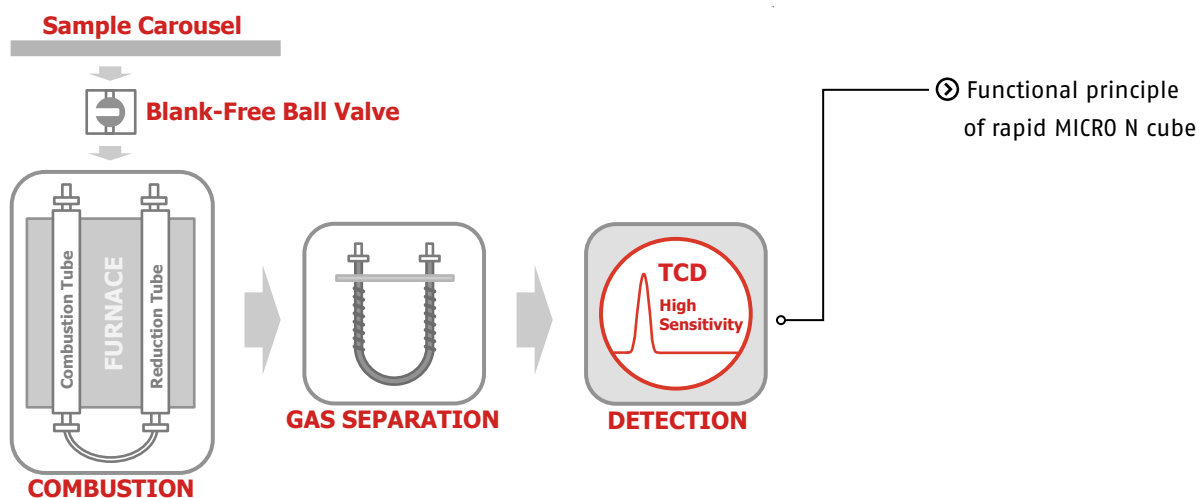 Sample Carousel
Blank-Free Ball Valve
Functional principle
of rapid MICRO N cube
Combustion Tube
FURNACE
Reduction Tube
TCD
High
Sensitivity
GAS SEPARATION
DETECTION
COMBUSTION